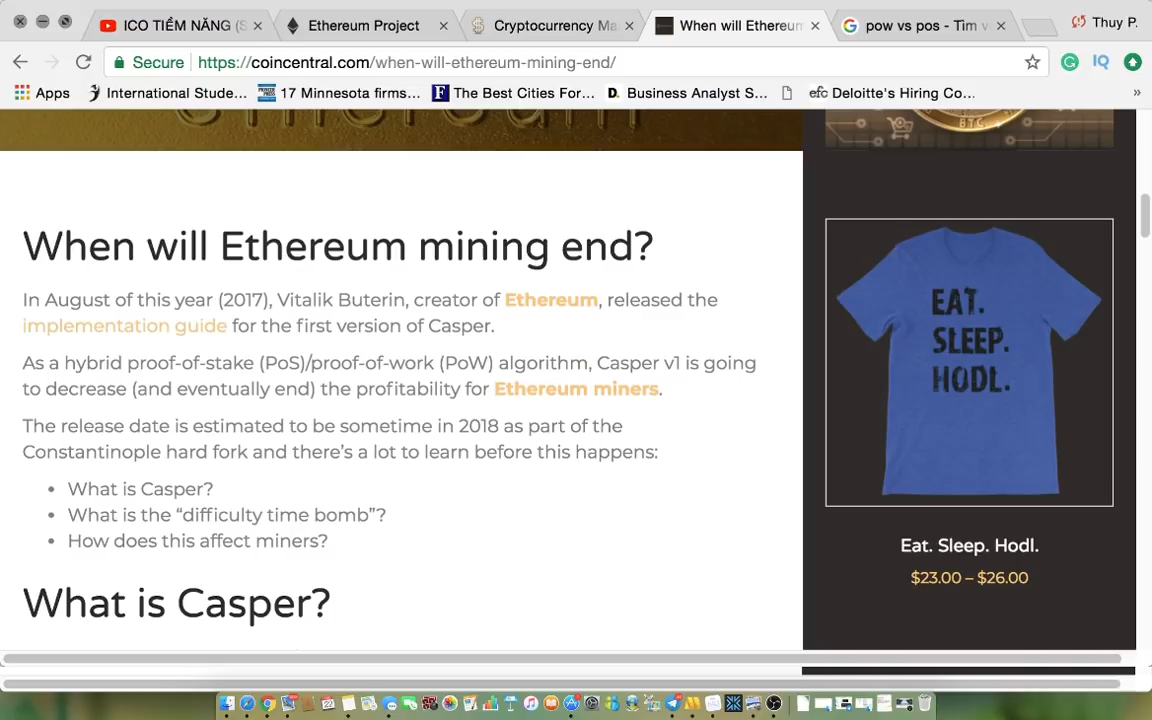 ICO TIỀM NĂNG (S
Ethereum Project
Cryptocurrency Ma
When will Ethereum
pow vs pos - Tìm v
Thuy P.
Secure
https://coincentral.com/when-will-ethereum-mining-end/
IQ
Apps
International Stude...
17 Minnesota firms...
F
The Best Cities For...
D.
Business Analyst S...
efc
Deloitte's Hiring Co...
»
BTC
When will Ethereum mining end?
In August of this year (2017), Vitalik Buterin, creator of Ethereum, released the
implementation guide for the first version of Casper.
As a hybrid proof-of-stake (PoS)/proof-of-work (PoW) algorithm, Casper v1 is going
to decrease (and eventually end) the profitability for Ethereum miners.
The release date is estimated to be sometime in 2018 as part of the
Constantinople hard fork and there's a lot to learn before this happens:
• What is Casper?
• What is the “difficulty time bomb”?
• How does this affect miners?
What is Casper?
EAT.
SLEEP.
HODL.
Eat. Sleep. Hodl.
$23.00 – $26.00